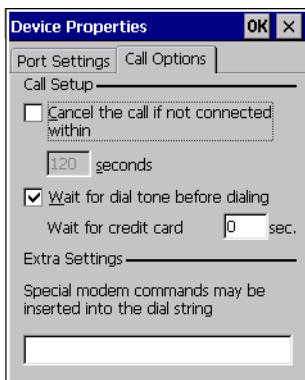 Device Properties OK ×
Port Settings Call Options
Call Setup
Cancel the call if not connected
within
120 seconds
Wait for dial tone before dialing
Wait for credit card 0 sec.
Extra Settings
Special modem commands may be
inserted into the dial string